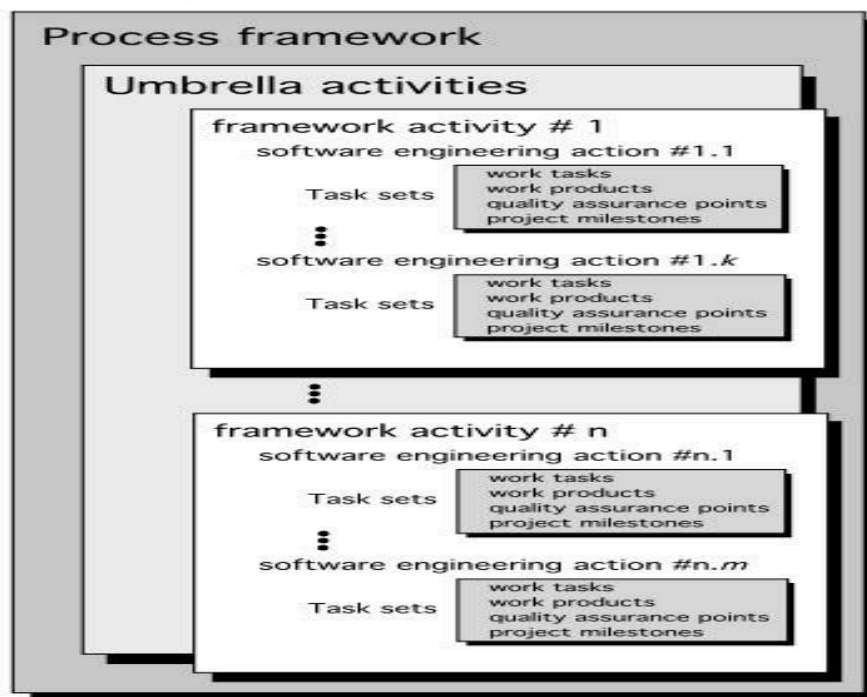 Process framework
Umbrella activities
framework activity # 1
software engineering action #1.1
Task sets
work tasks
work products
quality assurance points
project milestones
software engineering action #1.k
Task sets
work tasks
work products
quality assurance points
project milestones
framework activity # n
software engineering action #n.1
Task sets
work tasks
work products
quality assurance points
project milestones
software engineering action #n.m
Task sets
work tasks
work products
quality assurance points
project milestones